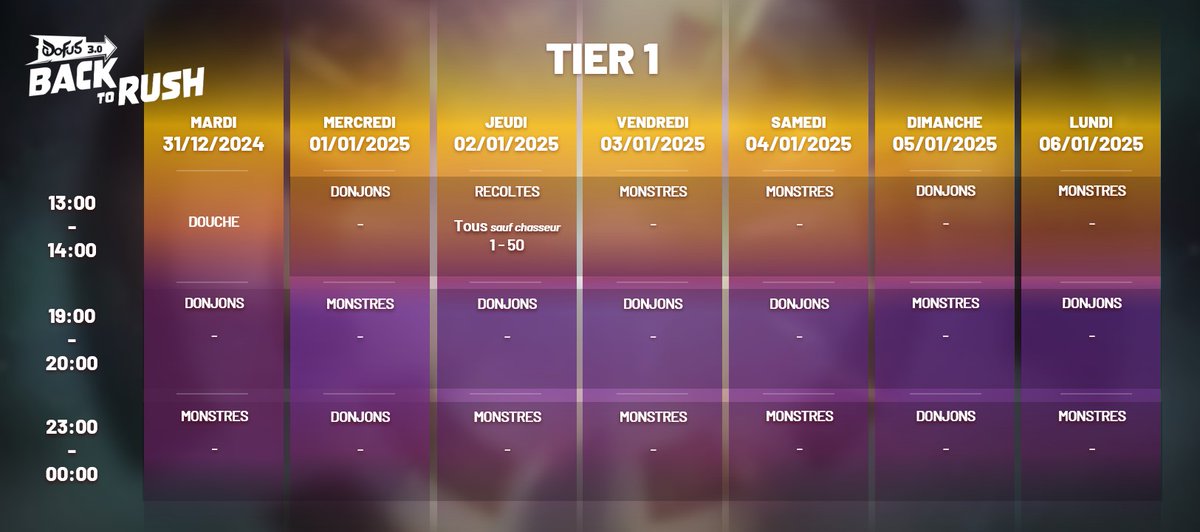 DOFUS 3.0
BACK
TO RUSH
TIER 1
MARDI
31/12/2024
MERCREDI
01/01/2025
JEUDI
02/01/2025
VENDREDI
03/01/2025
SAMEDI
04/01/2025
DIMANCHE
05/01/2025
LUNDI
06/01/2025
13:00
-
14:00
DOUCHE
DONJONS
-
RECOLTES
Tous sauf chasseur
1 - 50
MONSTRES
-
MONSTRES
-
DONJONS
-
MONSTRES
-
19:00
-
20:00
DONJONS
-
MONSTRES
-
DONJONS
-
DONJONS
-
DONJONS
-
MONSTRES
-
DONJONS
-
23:00
-
00:00
MONSTRES
-
DONJONS
-
MONSTRES
-
MONSTRES
-
MONSTRES
-
DONJONS
-
MONSTRES
-